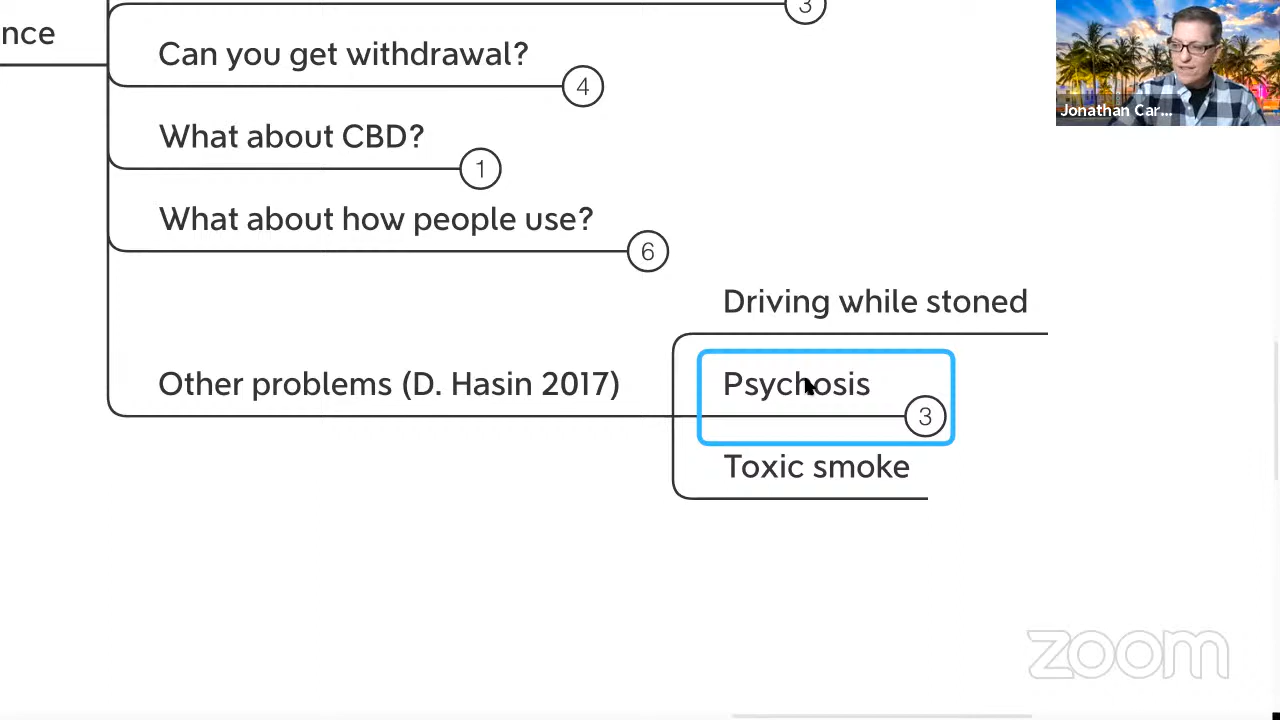 nce
3
Can you get withdrawal?
4
What about CBD?
1
What about how people use?
6
Driving while stoned
Other problems (D. Hasin 2017)
Psychosis
3
Toxic smoke
Jonathan Car...
zoom